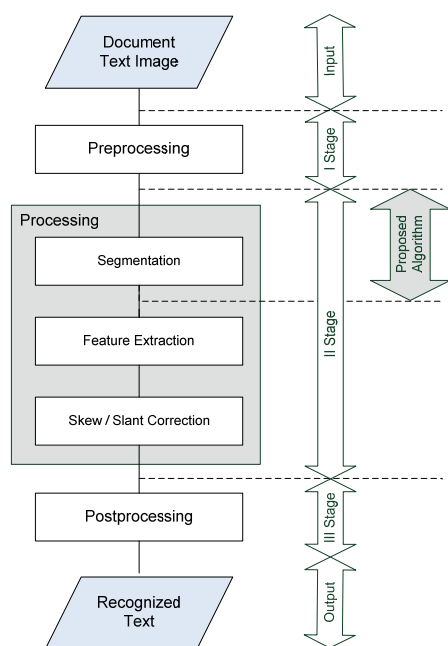 Document
Text Image
Input
Preprocessing
I Stage
Processing
Segmentation
Proposed
Algorithm
Feature Extraction
II Stage
Skew / Slant Correction
Postprocessing
III Stage
Recognized
Text
Output